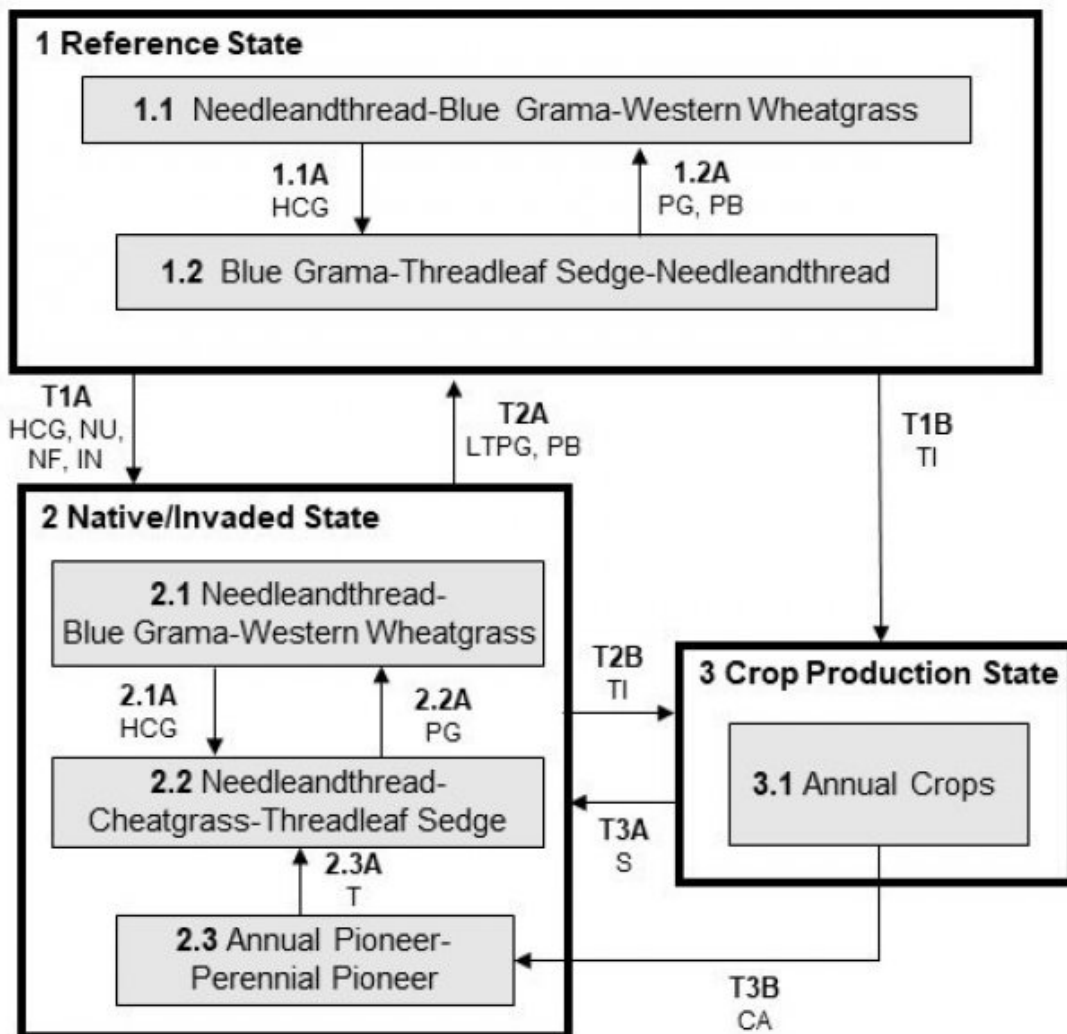 1 Reference State
1.1 Needleandthread-Blue Grama-Western Wheatgrass
1.1A
HCG
1.2A
PG, PB
1.2 Blue Grama-Threadleaf Sedge-Needleandthread
T1A
HCG, NU,
NF, IN
T2A
LTPG, PB
T1B
TI
2 Native/Invaded State
2.1 Needleandthread-
Blue Grama-Western Wheatgrass
2.1A
HCG
2.2A
PG
2.2 Needleandthread-
Cheatgrass-Threadleaf Sedge
2.3A
T
2.3 Annual Pioneer-
Perennial Pioneer
T2B
TI
T3A
S
3 Crop Production State
3.1 Annual Crops
T3B
CA